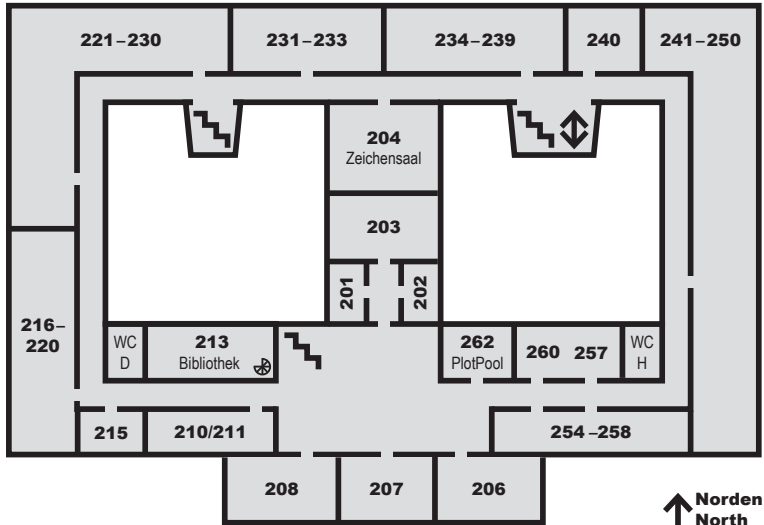 221–230
231–233
234–239
240
241–250
204
Zeichensaal
203
201
202
216–
220
WC
D
213
Bibliothek
262
PlotPool
260
257
WC
H
215
210/211
254–258
208
207
206
Norden
North